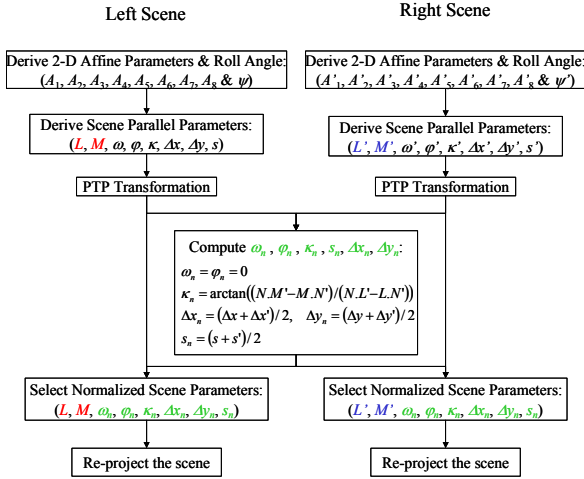 Left Scene
Right Scene
Derive 2-D Affine Parameters & Roll Angle:
(A₁, A₂, A₃, A₄, A₅, A₆, A₇, A₈ & ψ)
Derive 2-D Affine Parameters & Roll Angle:
(A'₁, A'₂, A'₃, A'₄, A'₅, A'₆, A'₇, A'₈ & ψ')
Derive Scene Parallel Parameters:
(L, M, ω, φ, κ, Δx, Δy, s)
Derive Scene Parallel Parameters:
(L', M', ω', φ', κ', Δx', Δy', s')
PTP Transformation
PTP Transformation
Compute ωₙ , φₙ , κₙ , sₙ, Δxₙ, Δyₙ:
ωₙ = φₙ = 0
κₙ = arctan((N.M'−M.N')/(N.L'−L.N'))
Δxₙ = (Δx + Δx')/2, Δyₙ = (Δy + Δy')/2
sₙ = (s + s')/2
Select Normalized Scene Parameters:
(L, M, ωₙ, φₙ, κₙ, Δxₙ, Δyₙ, sₙ)
Select Normalized Scene Parameters:
(L', M', ωₙ, φₙ, κₙ, Δxₙ, Δyₙ, sₙ)
Re-project the scene
Re-project the scene